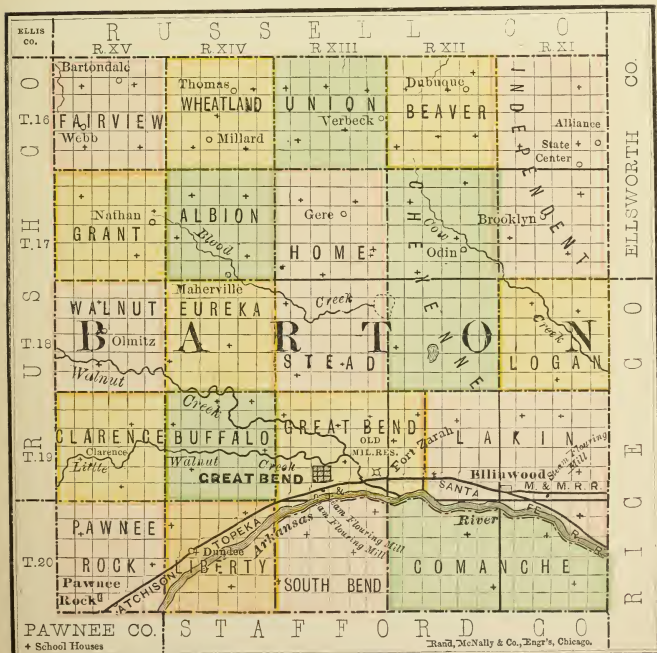 ELLIS CO.
R U S S E L L C O
R.XV R.XIV R XIII R XII R.XI
T.16
T.17
T.18
T.19
T.20
R U S H C O
ELLSWORTH CO.
RICE CO
Bartondale
FAIRVIEW
Webb
Thomas
WHEATLAND
Millard
UNION
Verbeck
Dubuque
BEAVER
INDEPENDENT
Alliance
State Center
Nathan
GRANT
ALBION
Blood
Gere
HOME
CHEYENNE
Cow
Odin
Brooklyn
WALNUT
Olmitz
Maherville
EUREKA
Creek
STEAD
Creek
LOGAN
BARTON
Walnut
Creek
CLARENCE
Clarence
Little
BUFFALO
Walnut
Creek
GREAT BEND
OLD MIL. RES.
GREAT BEND
Fort Zarah
LAKIN
Ellinwood
Steam Flouring Mill
M. & M. R. R.
PAWNEE
ROCK
Pawnee Rock
Dundee
LIBERTY
ATCHISON TOPEKA & SANTA FE R. R.
Arkansas
River
Steam Flouring Mill
Steam Flouring Mill
SOUTH BEND
COMANCHE
PAWNEE CO.
STAFFORD CO
+ School Houses
Rand, McNally & Co., Engr's, Chicago.